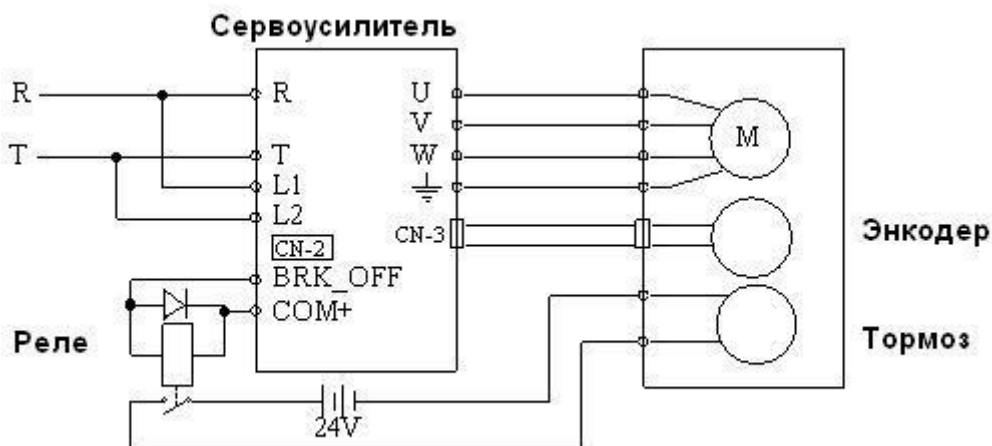 Сервоусилитель
R
R
U
V
M
T
T
W
L1
L2
CN-3
CN-2
Энкодер
BRK_OFF
COM+
Реле
Тормоз
24V